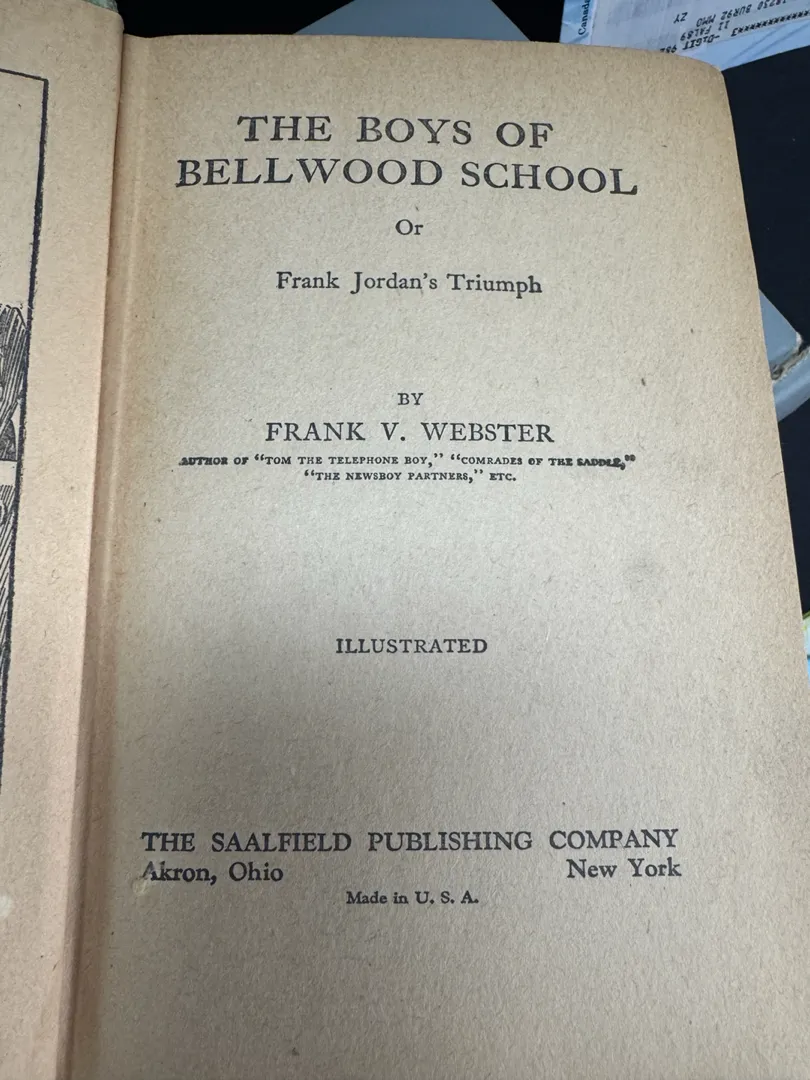 THE BOYS OF
BELLWOOD SCHOOL
Or
Frank Jordan's Triumph
BY
FRANK V. WEBSTER
AUTHOR OF "TOM THE TELEPHONE BOY," "COMRADES OF THE SADDLE,"
"THE NEWSBOY PARTNERS," ETC.
ILLUSTRATED
THE SAALFIELD PUBLISHING COMPANY
Akron, Ohio New York
Made in U. S. A.